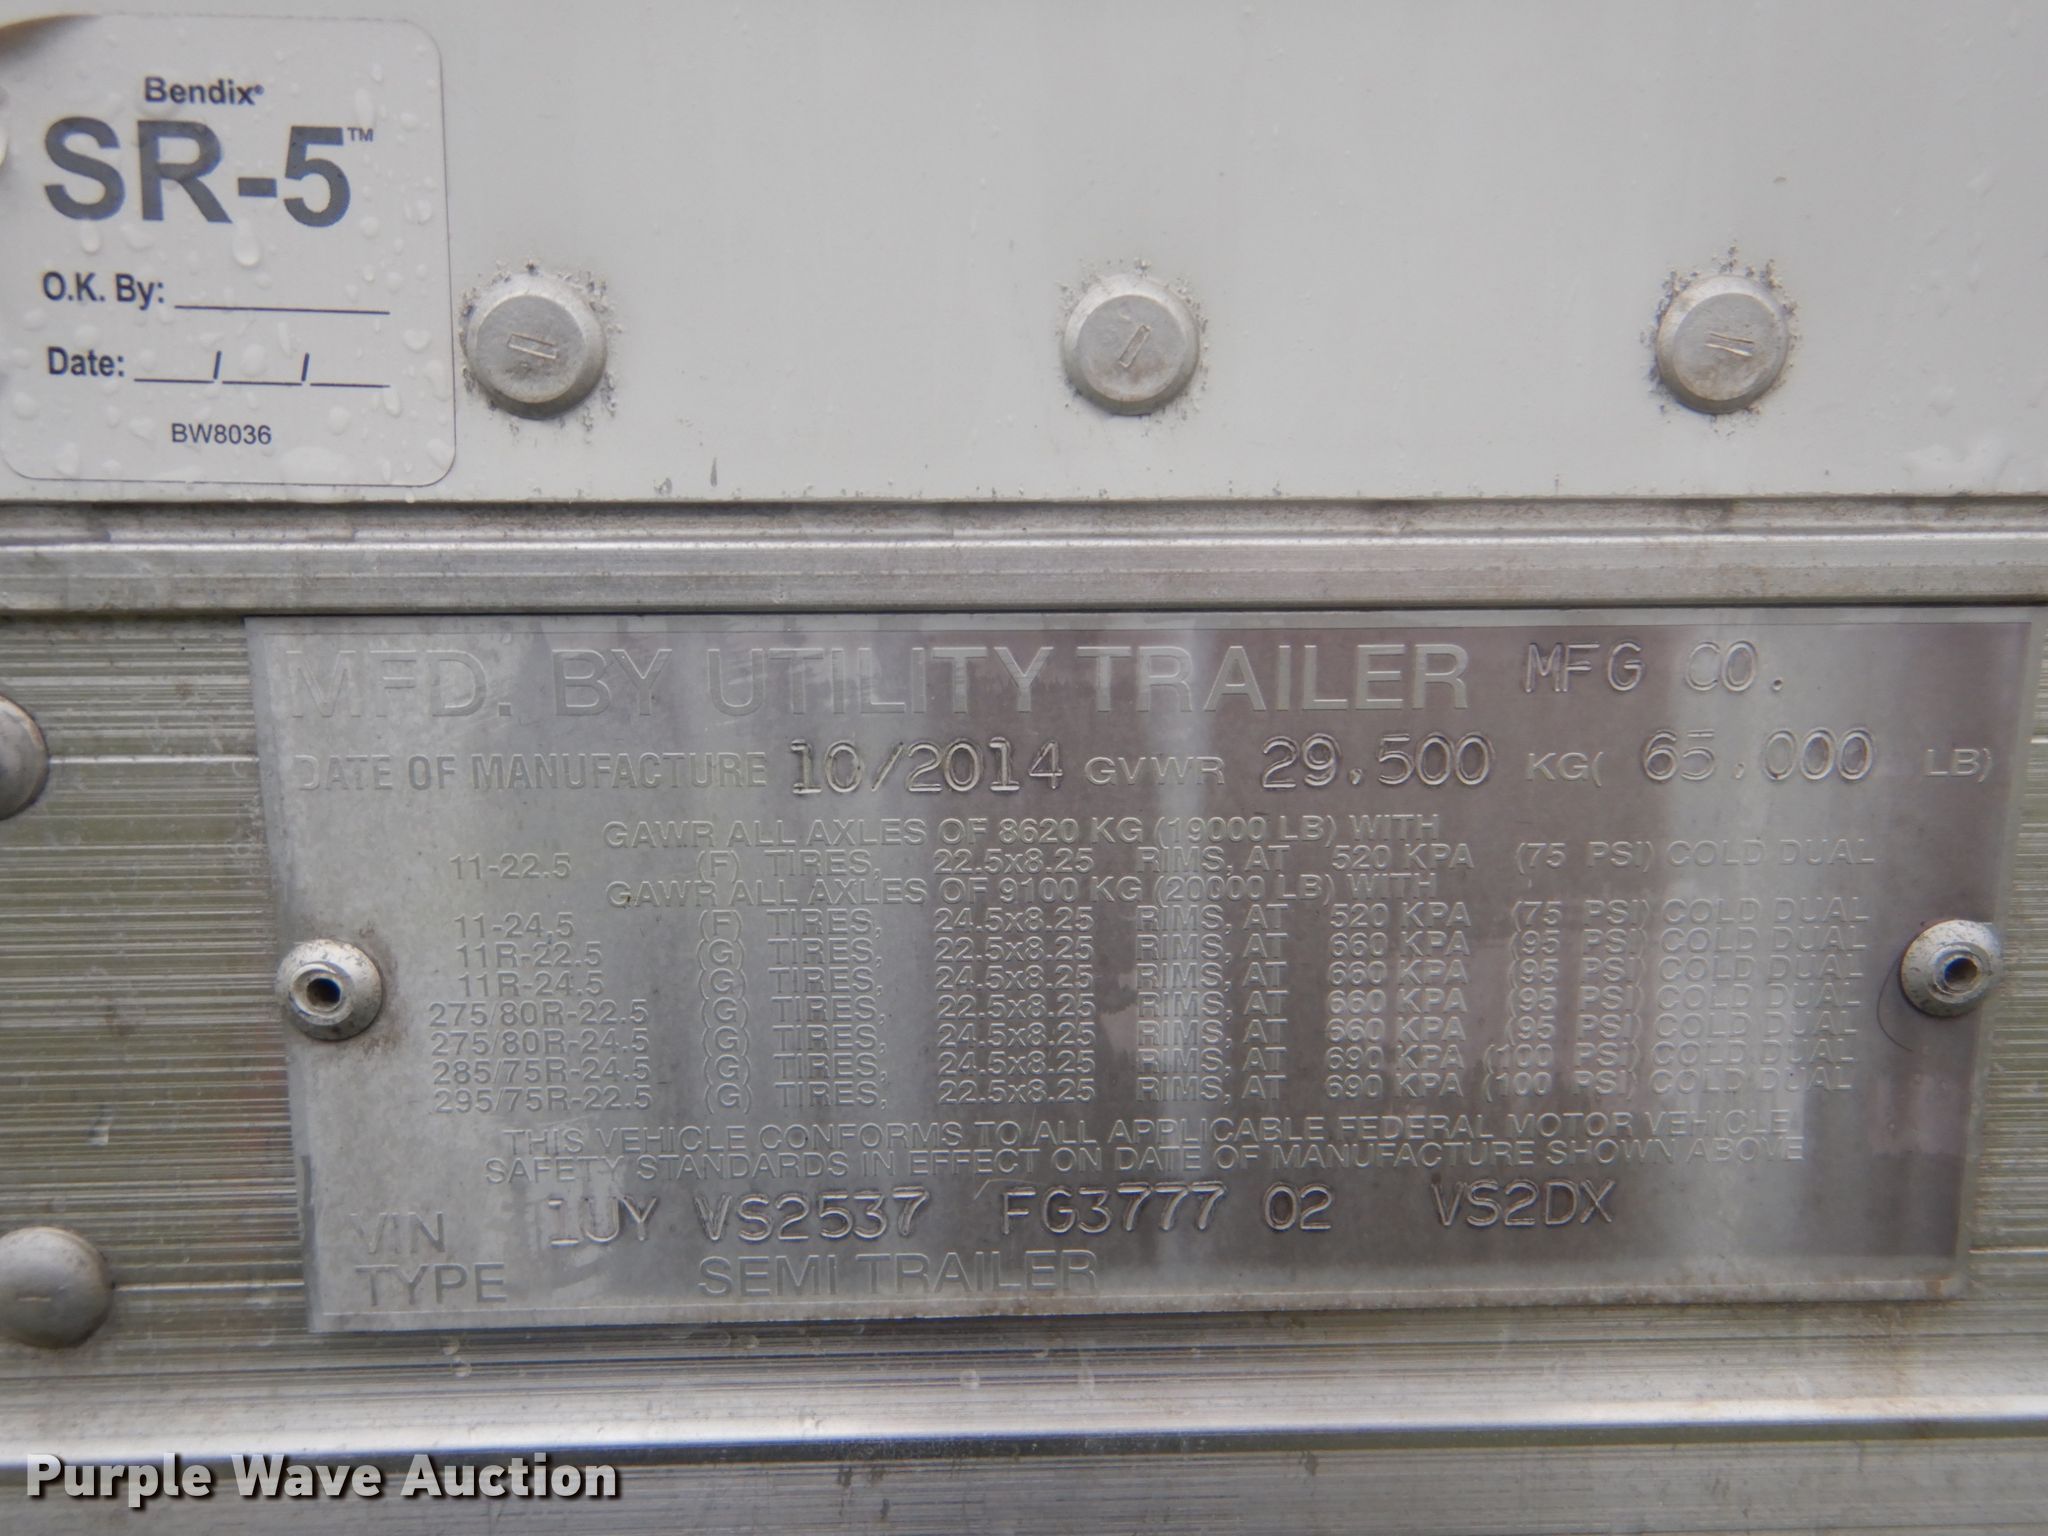 Bendix®
SR-5™
O.K. By: ________
Date: ___/___/___
BW8036
MFD. BY UTILITY TRAILER MFG CO.
DATE OF MANUFACTURE 10/2014 GVWR 29,500 KG( 65,000 LB)
GAWR ALL AXLES OF 8620 KG (19000 LB) WITH
11-22.5 (F) TIRES, 22.5x8.25 RIMS, AT 520 KPA (75 PSI) COLD DUAL
GAWR ALL AXLES OF 9100 KG (20000 LB) WITH
11-24.5 (F) TIRES, 24.5x8.25 RIMS, AT 520 KPA (75 PSI) COLD DUAL
11R-22.5 (G) TIRES, 22.5x8.25 RIMS, AT 660 KPA (95 PSI) COLD DUAL
11R-24.5 (G) TIRES, 24.5x8.25 RIMS, AT 660 KPA (95 PSI) COLD DUAL
275/80R-22.5 (G) TIRES, 22.5x8.25 RIMS, AT 660 KPA (95 PSI) COLD DUAL
275/80R-24.5 (G) TIRES, 24.5x8.25 RIMS, AT 660 KPA (95 PSI) COLD DUAL
285/75R-24.5 (G) TIRES, 24.5x8.25 RIMS, AT 690 KPA (100 PSI) COLD DUAL
295/75R-22.5 (G) TIRES, 22.5x8.25 RIMS, AT 690 KPA (100 PSI) COLD DUAL
THIS VEHICLE CONFORMS TO ALL APPLICABLE FEDERAL MOTOR VEHICLE
SAFETY STANDARDS IN EFFECT ON DATE OF MANUFACTURE SHOWN ABOVE
VIN 1UY VS2537 FG3777 02 VS2DX
TYPE SEMI TRAILER
Purple Wave Auction